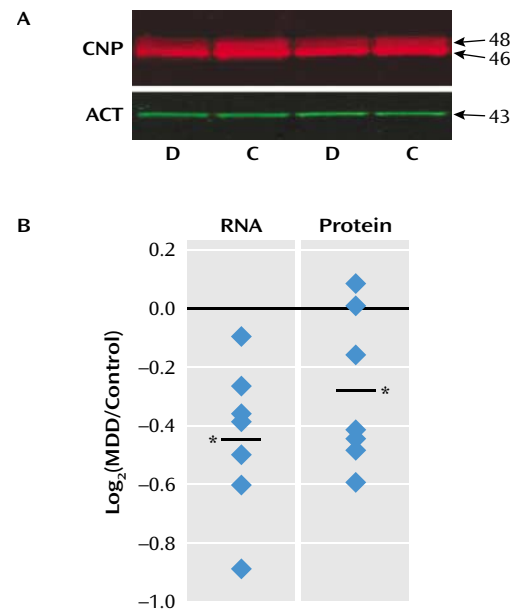 A
CNP
48
46
ACT
43
D C D C
B
RNA Protein
0.2
0.0
–0.2
–0.4
* *
–0.6
–0.8
–1.0
Log2(MDD/Control)